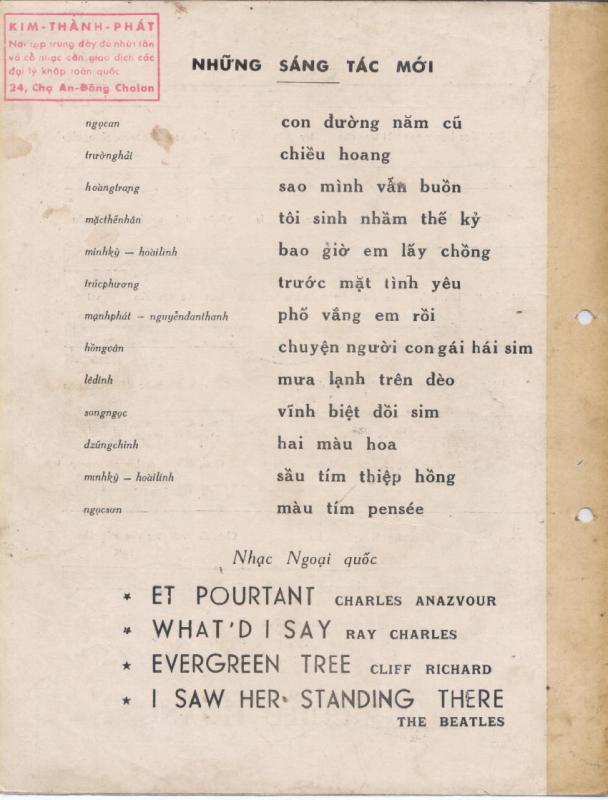 KIM-THÀNH-PHÁT
Nơi tập trung đầy đủ nhứt tân
và cổ nhạc cần giao dịch các
đại lý khắp toàn quốc
24, Chợ An-Đông Cholon
NHỮNG SÁNG TÁC MỚI
ngọcan con đường năm cũ
trườnghải chiều hoang
hoàngtrang sao mình vẫn buồn
mặcthếnhân tôi sinh nhầm thế kỷ
minhkỳ — hoàilinh bao giờ em lấy chồng
trúcphương trước mặt tình yêu
mạnhphát — nguyễndanthanh phố vắng em rồi
hồngvân chuyện người con gái hái sim
lêdinh mưa lạnh trên đèo
songngọc vĩnh biệt đồi sim
dzũngchinh hai màu hoa
minhkỳ — hoàilinh sầu tím thiệp hồng
ngọcsơn màu tím pensée
Nhạc Ngoại quốc
★ ET POURTANT CHARLES ANAZVOUR
★ WHAT'D I SAY RAY CHARLES
★ EVERGREEN TREE CLIFF RICHARD
★ I SAW HER STANDING THERE
THE BEATLES